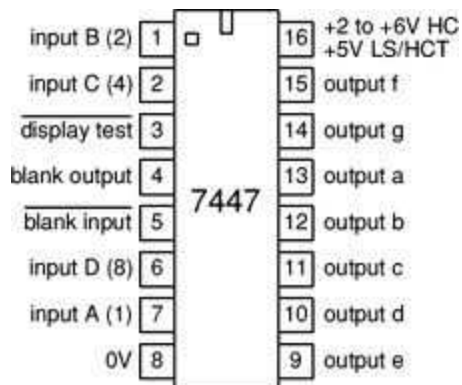 input B (2) 1
input C (4) 2
display test 3
blank output 4
blank input 5
input D (8) 6
input A (1) 7
0V 8
7447
16 +2 to +6V HC
+5V LS/HCT
15 output f
14 output g
13 output a
12 output b
11 output c
10 output d
9 output e